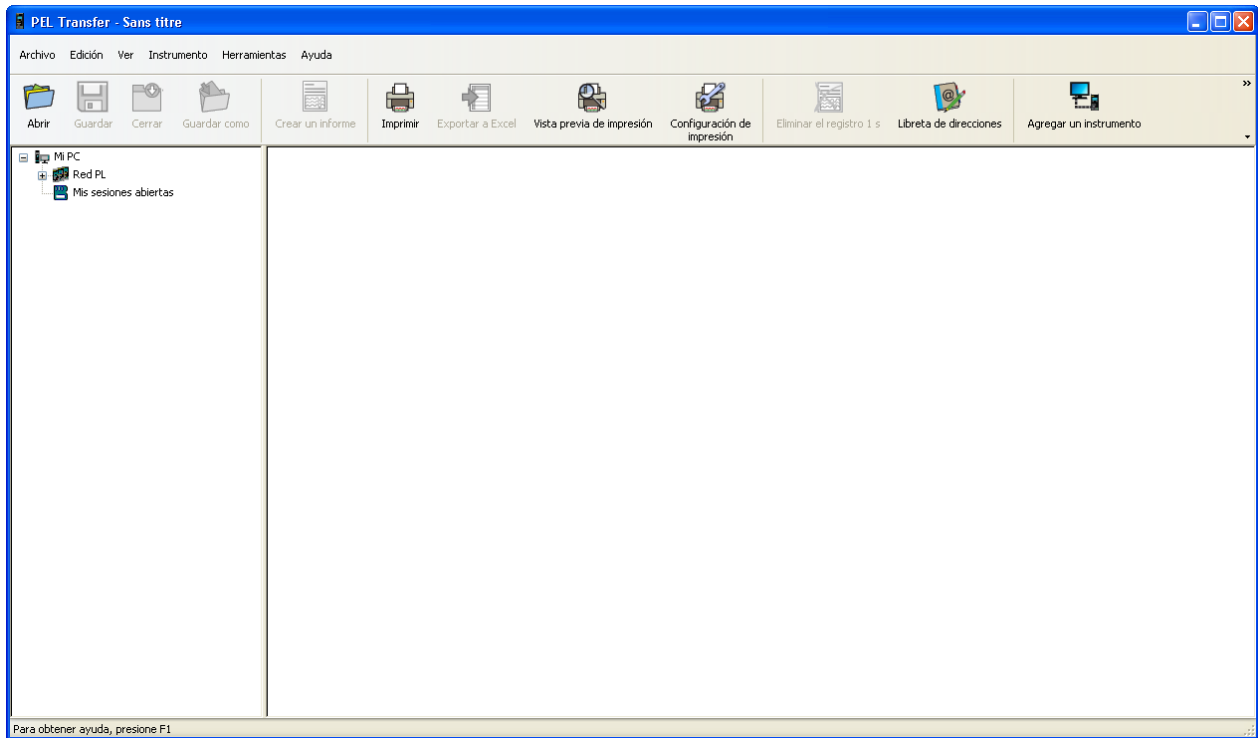 PEL Transfer - Sans titre
Archivo Edición Ver Instrumento Herramientas Ayuda
Abrir Guardar Cerrar Guardar como Crear un informe Imprimir Exportar a Excel Vista previa de impresión Configuración de impresión Eliminar el registro 1 s Libreta de direcciones Agregar un instrumento
Mi PC
Red PL
Mis sesiones abiertas
Para obtener ayuda, presione F1